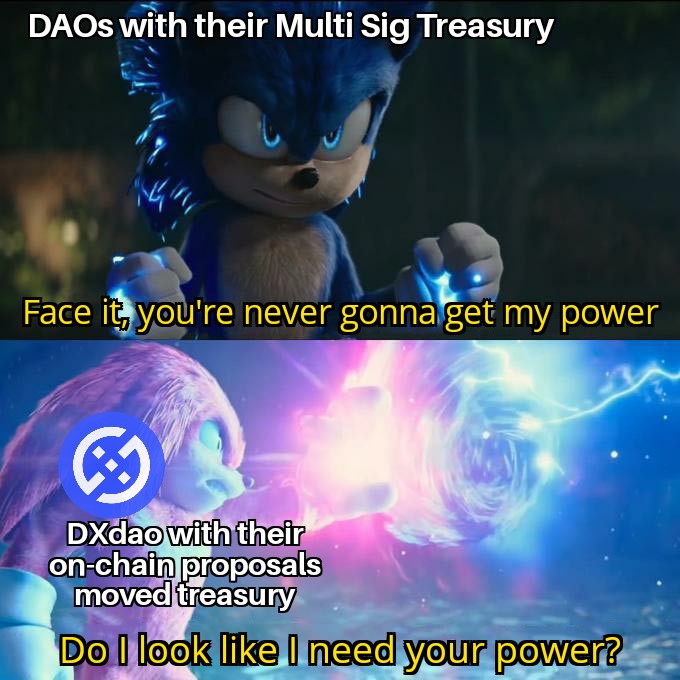 DAOs with their Multi Sig Treasury
Face it, you're never gonna get my power
DXdao with their
on-chain proposals
moved treasury
Do I look like I need your power?